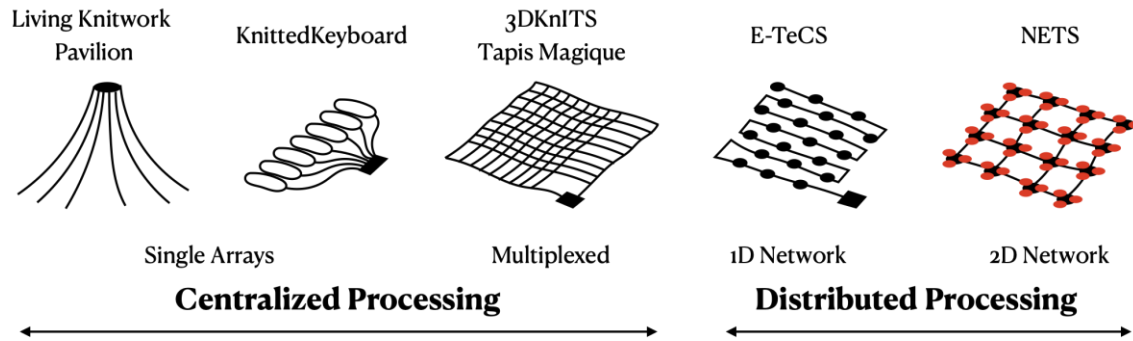 Living Knitwork
Pavilion
KnittedKeyboard
3DKnITS
Tapis Magique
E-TeCS
NETS
Single Arrays
Multiplexed
1D Network
2D Network
Centralized Processing
Distributed Processing